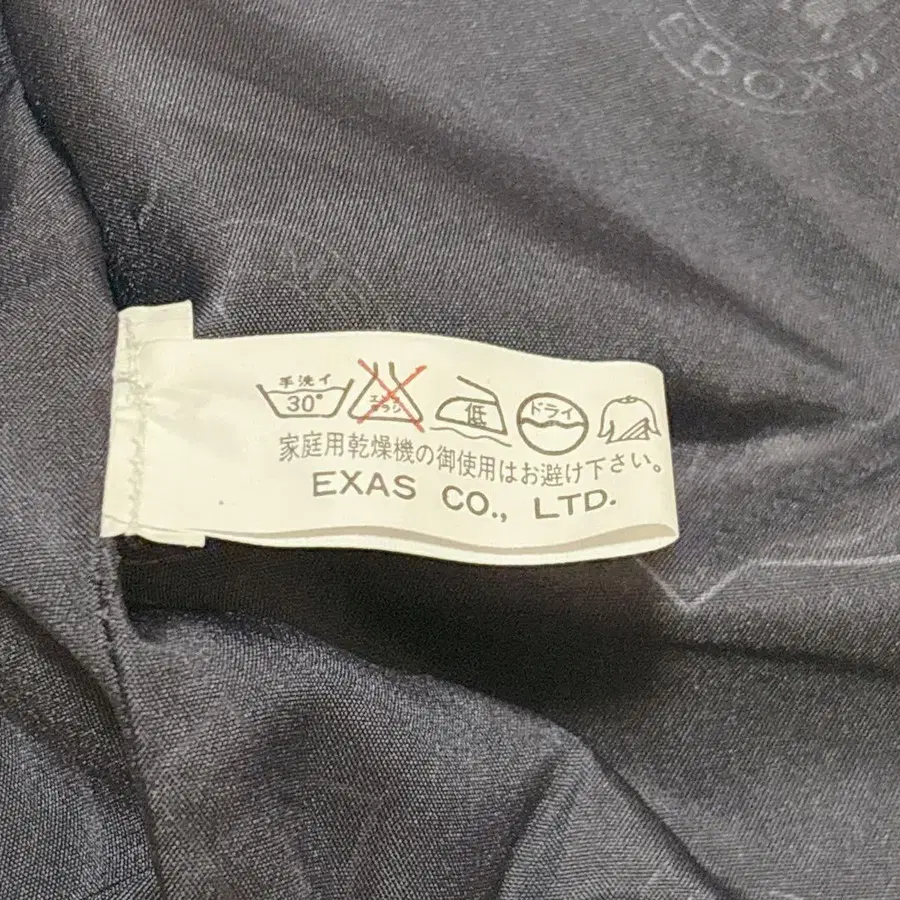 EDOX
手洗イ
30°
エンソ
サラシ
低
ドライ
家庭用乾燥機の御使用はお避け下さい。
EXAS CO., LTD.